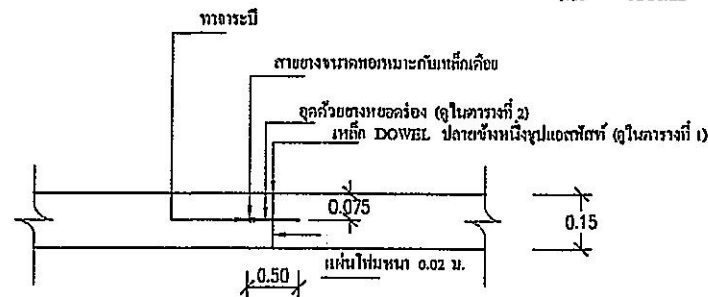 ทาจาระบี
สายยางขนาดพอเหมาะกับเหล็กเดือย
อุดด้วยยางหยอดร่อง (ดูในตารางที่ 2)
เหล็ก DOWEL ปลายข้างหนึ่งชุปแอสฟัสท์ (ดูในตารางที่ 1)
0.075
0.15
แผ่นโฟมหนา 0.02 ม.
0.50